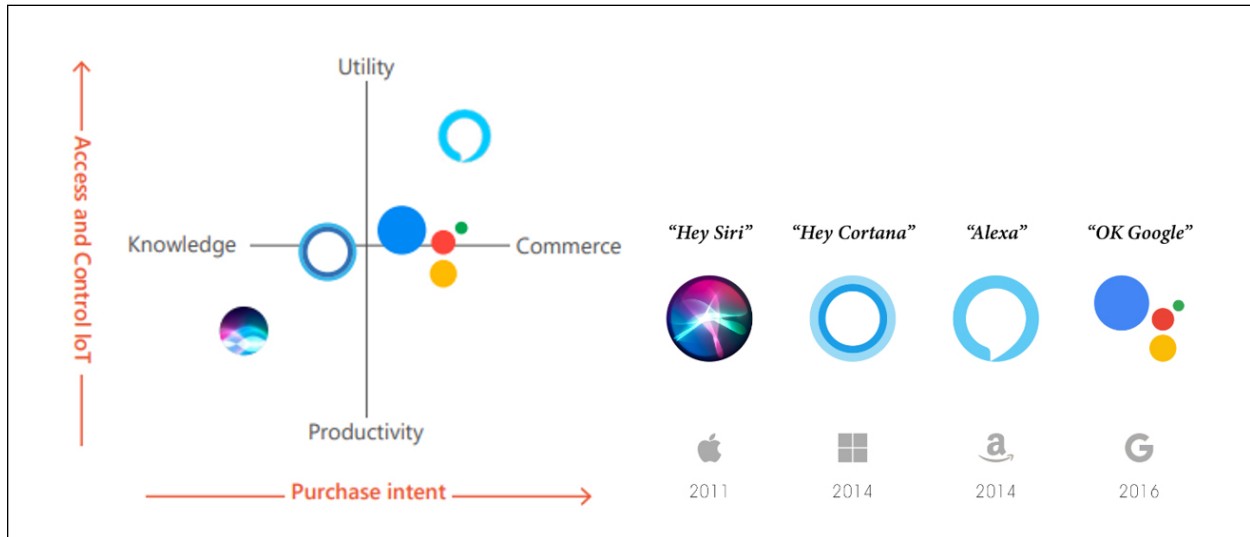 Utility
Access and Control IoT
Knowledge
Commerce
Productivity
Purchase intent
“Hey Siri”
“Hey Cortana”
“Alexa”
“OK Google”
2011
2014
2014
2016